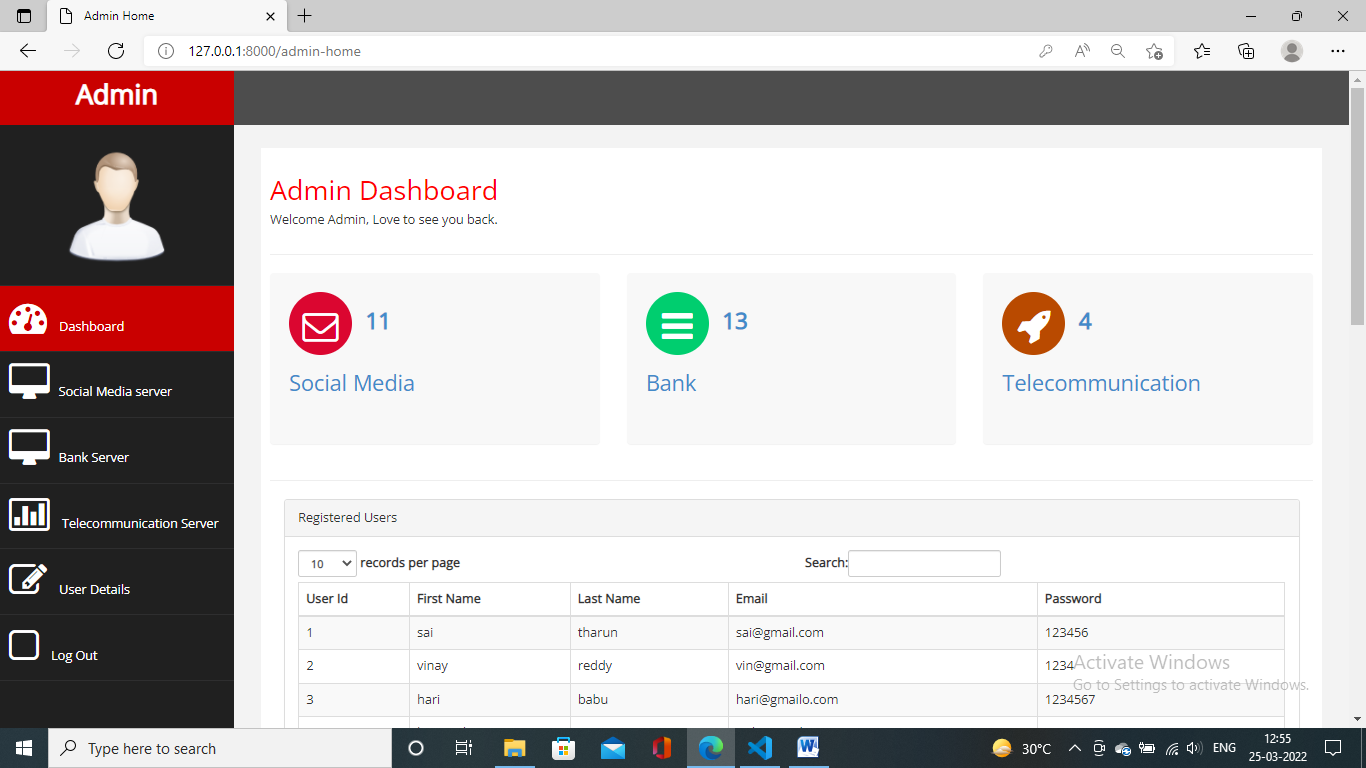 Admin Home
127.0.0.1:8000/admin-home
Admin
Admin Dashboard
Welcome Admin, Love to see you back.
11
Social Media
13
Bank
4
Telecommunication
Dashboard
Social Media server
Bank Server
Telecommunication Server
User Details
Log Out
Registered Users
10 records per page Search:
User Id First Name Last Name Email Password
1 sai tharun sai@gmail.com 123456
2 vinay reddy vin@gmail.com 1234
3 hari babu hari@gmailo.com 1234567
Activate Windows
Go to Settings to activate Windows.
Type here to search
30°C
ENG
12:55
25-03-2022